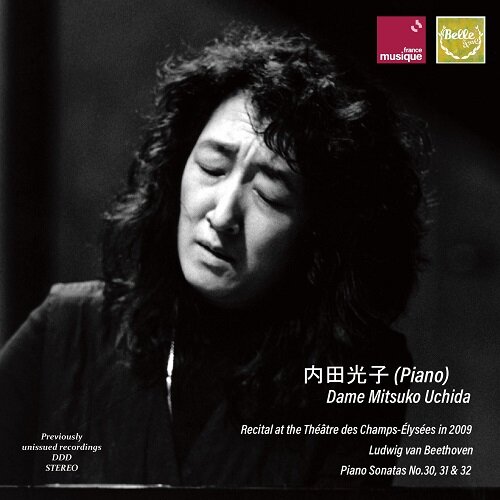 france
musique
Belle
内田光子 (Piano)
Dame Mitsuko Uchida
Recital at the Théâtre des Champs-Élysées in 2009
Ludwig van Beethoven
Piano Sonatas No.30, 31 & 32
Previously
unissued recordings
DDD
STEREO